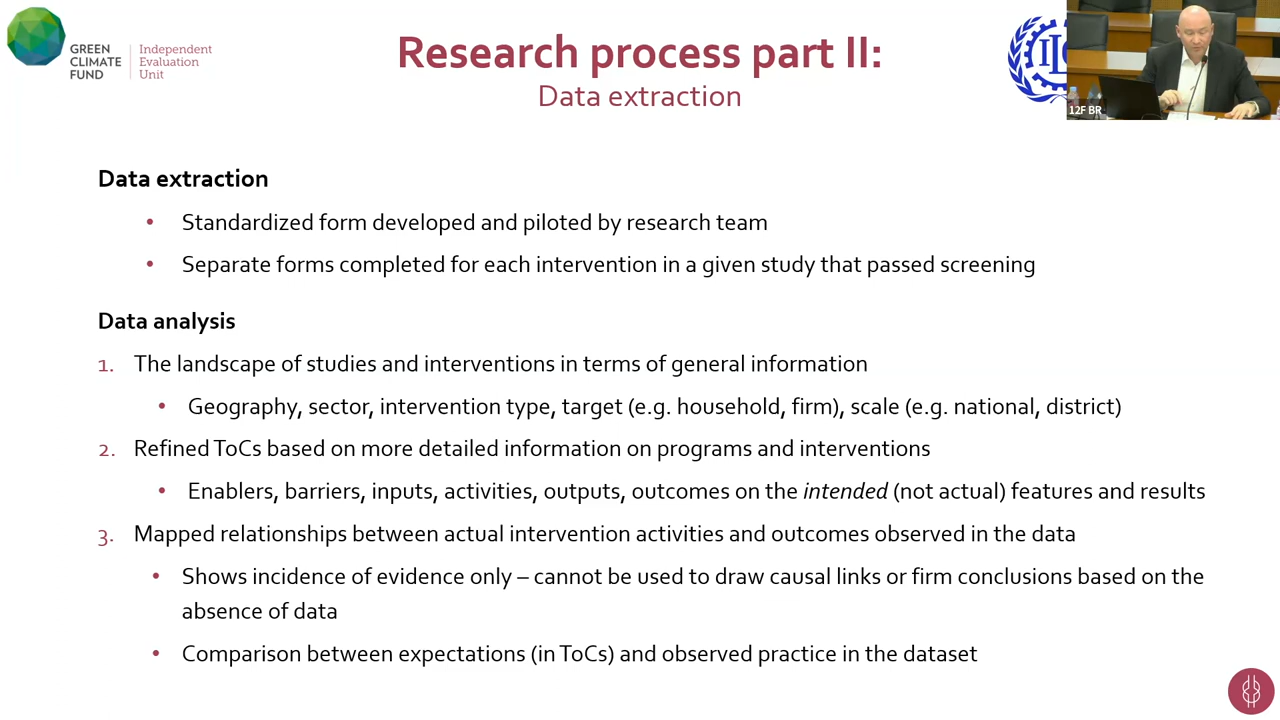 GREEN
CLIMATE
FUND
Independent
Evaluation
Unit
Research process part II:
Data extraction
IL
12F BR
Data extraction
• Standardized form developed and piloted by research team
• Separate forms completed for each intervention in a given study that passed screening
Data analysis
1. The landscape of studies and interventions in terms of general information
• Geography, sector, intervention type, target (e.g. household, firm), scale (e.g. national, district)
2. Refined ToCs based on more detailed information on programs and interventions
• Enablers, barriers, inputs, activities, outputs, outcomes on the intended (not actual) features and results
3. Mapped relationships between actual intervention activities and outcomes observed in the data
• Shows incidence of evidence only – cannot be used to draw causal links or firm conclusions based on the
absence of data
• Comparison between expectations (in ToCs) and observed practice in the dataset